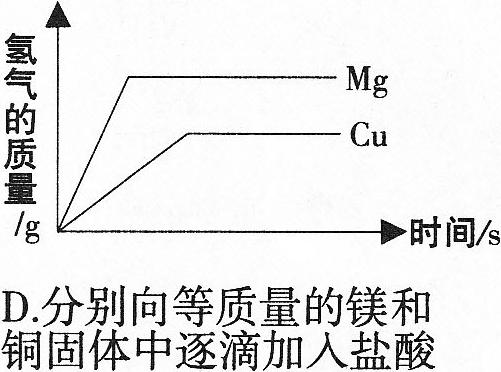 氢气的质量/g
Mg
Cu
时间/s
D.分别向等质量的镁和
铜固体中逐滴加入盐酸